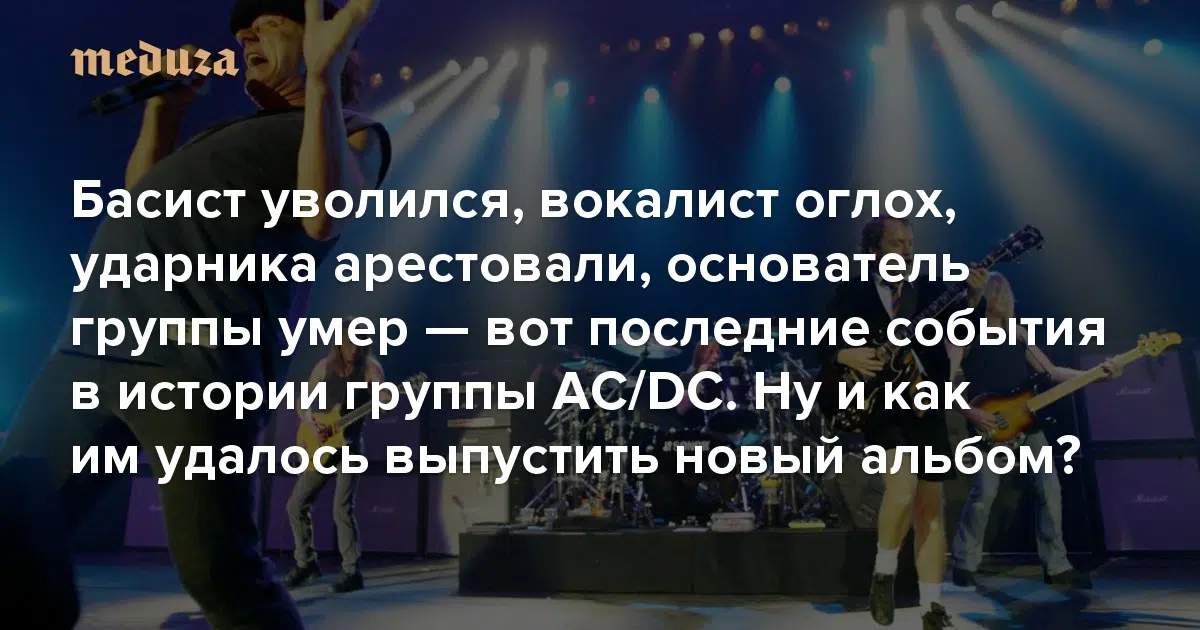 meduza
Басист уволился, вокалист оглох,
ударника арестовали, основатель
группы умер — вот последние события
в истории группы AC/DC. Ну и как
им удалось выпустить новый альбом?